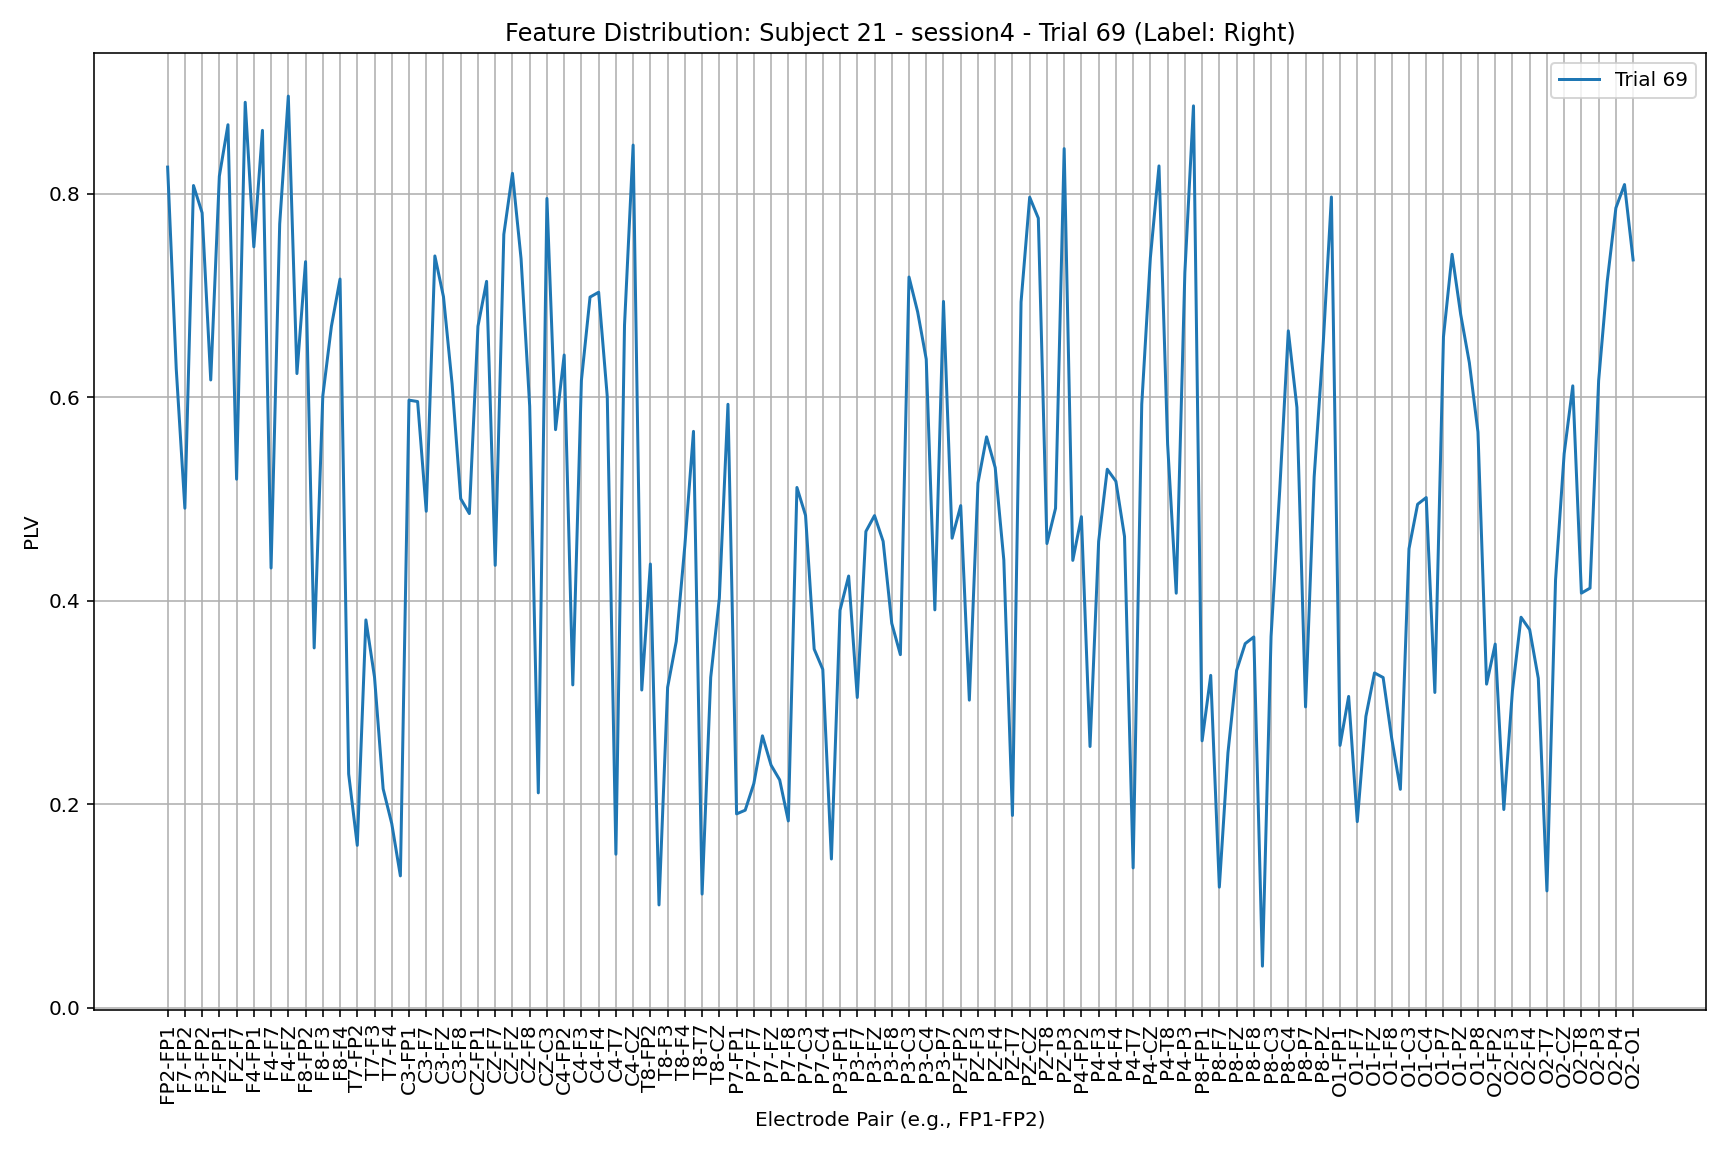 Feature Distribution: Subject 21 - session4 - Trial 69 (Label: Right)
Trial 69
PLV
0.8
0.6
0.4
0.2
0.0
FP2-FP1
F7-FP2
F3-FP2
FZ-FP1
FZ-F7
F4-FP1
F4-F7
F4-FZ
F8-FP2
F8-F3
F8-F4
T7-FP2
T7-F3
T7-F4
C3-FP1
C3-F7
C3-FZ
C3-F8
CZ-FP1
CZ-F7
CZ-FZ
CZ-F8
CZ-C3
C4-FP2
C4-F3
C4-F4
C4-T7
C4-CZ
T8-FP2
T8-F3
T8-F4
T8-T7
T8-CZ
P7-FP1
P7-F7
P7-FZ
P7-F8
P7-C3
P7-C4
P3-FP1
P3-F7
P3-FZ
P3-F8
P3-C3
P3-C4
P3-P7
PZ-FP2
PZ-F3
PZ-F4
PZ-T7
PZ-CZ
PZ-T8
PZ-P3
P4-FP2
P4-F3
P4-F4
P4-T7
P4-CZ
P4-T8
P4-P3
P8-FP1
P8-F7
P8-FZ
P8-F8
P8-C3
P8-C4
P8-P7
P8-PZ
O1-FP1
O1-F7
O1-FZ
O1-F8
O1-C3
O1-C4
O1-P7
O1-PZ
O1-P8
O2-FP2
O2-F3
O2-F4
O2-T7
O2-CZ
O2-T8
O2-P3
O2-P4
O2-O1
Electrode Pair (e.g., FP1-FP2)